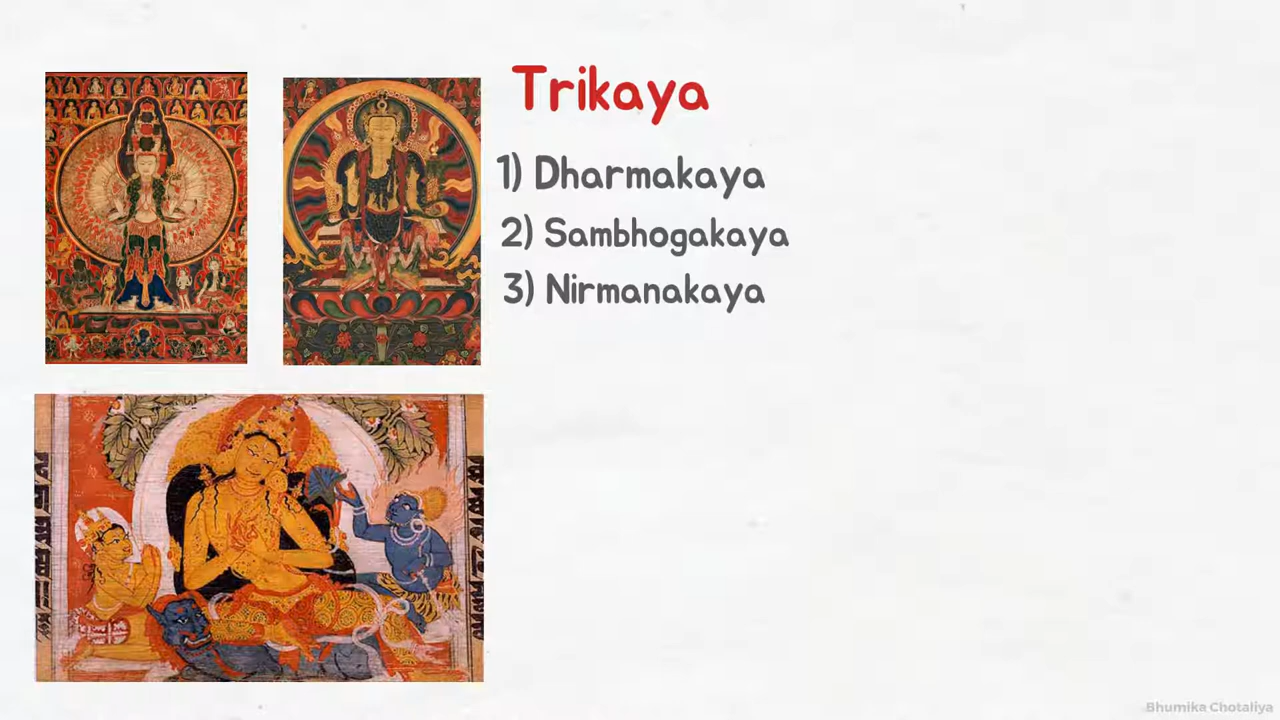 Trikaya
1) Dharmakaya
2) Sambhogakaya
3) Nirmanakaya
Bhumika Chotaliya